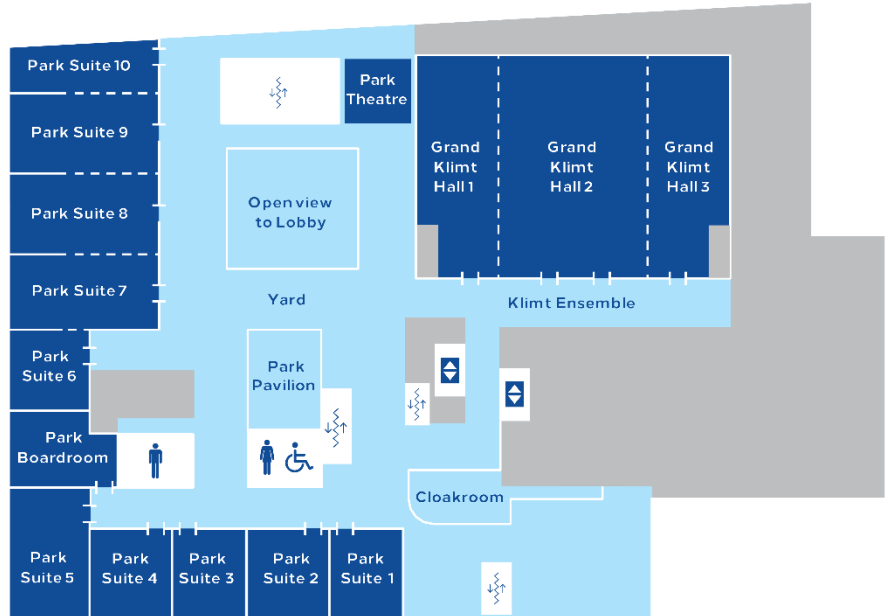 Park Suite 10
Park
Theatre
Park Suite 9
Grand
Klimt
Hall 1
Grand
Klimt
Hall 2
Grand
Klimt
Hall 3
Park Suite 8
Open view
to Lobby
Park Suite 7
Yard
Klimt Ensemble
Park
Suite 6
Park
Pavilion
Park
Boardroom
Cloakroom
Park
Suite 5
Park
Suite 4
Park
Suite 3
Park
Suite 2
Park
Suite 1